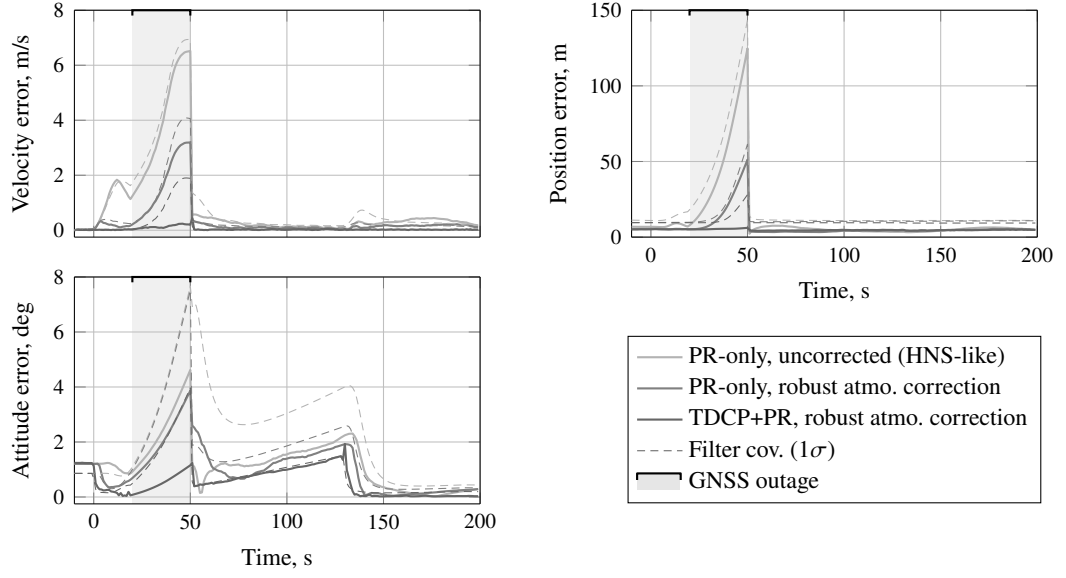 8
6
4
2
0
Velocity error, m/s
150
100
50
0
Position error, m
0
50
100
150
200
Time, s
8
6
4
2
0
Attitude error, deg
0
50
100
150
200
Time, s
PR-only, uncorrected (HNS-like)
PR-only, robust atmo. correction
TDCP+PR, robust atmo. correction
Filter cov. (1σ)
GNSS outage